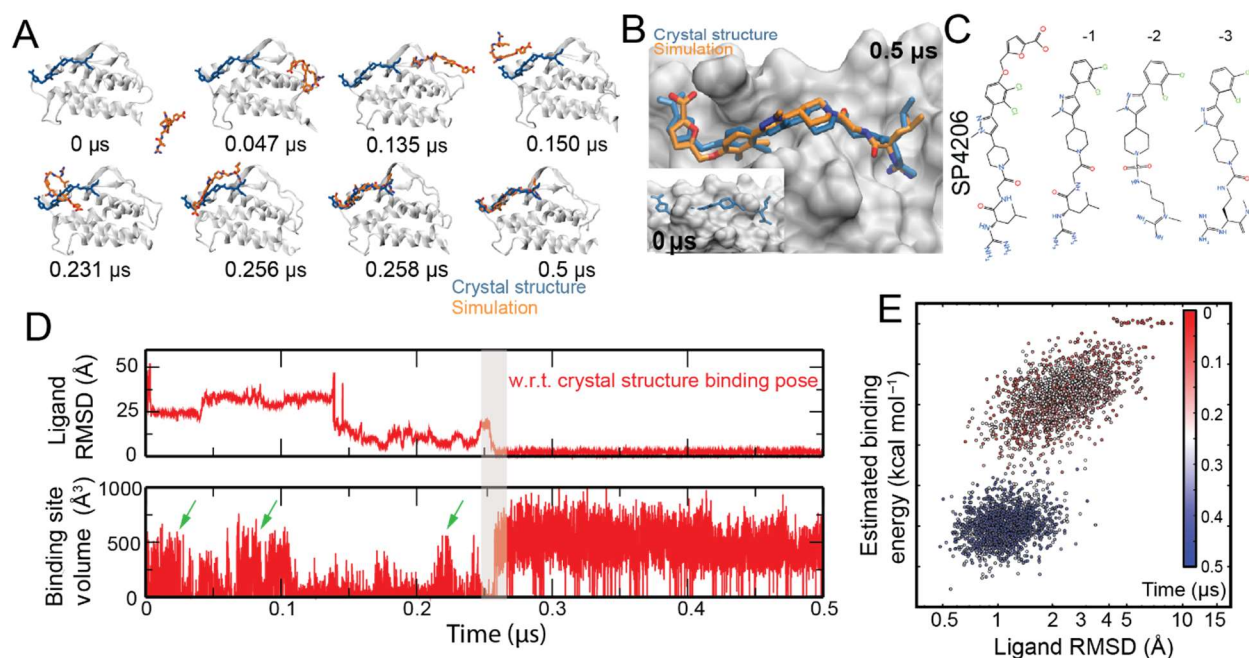 A
0 µs
0.047 µs
0.135 µs
0.150 µs
0.231 µs
0.256 µs
0.258 µs
0.5 µs
Crystal structure
Simulation
B
Crystal structure
Simulation
0.5 µs
0 µs
C
SP4206
-1
-2
-3
D
Ligand
RMSD (Å)
50
25
0
w.r.t. crystal structure binding pose
Binding site
volume (Å³)
1000
500
0
0
0.1
0.2
0.3
0.4
0.5
Time (µs)
E
Estimated binding
energy (kcal mol⁻¹)
0
0.1
0.2
0.3
0.4
0.5
Time (µs)
0.5
1
2
3
4
5
10
15
Ligand RMSD (Å)